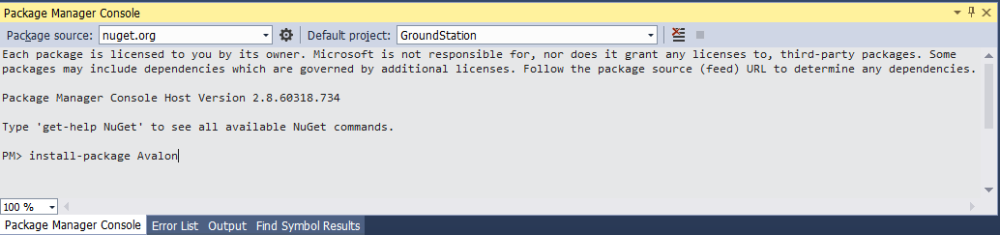 Package Manager Console
Package source: nuget.org Default project: GroundStation
Each package is licensed to you by its owner. Microsoft is not responsible for, nor does it grant any licenses to, third-party packages. Some
packages may include dependencies which are governed by additional licenses. Follow the package source (feed) URL to determine any dependencies.
Package Manager Console Host Version 2.8.60318.734
Type 'get-help NuGet' to see all available NuGet commands.
PM> install-package Avalon
100 %
Package Manager Console Error List Output Find Symbol Results